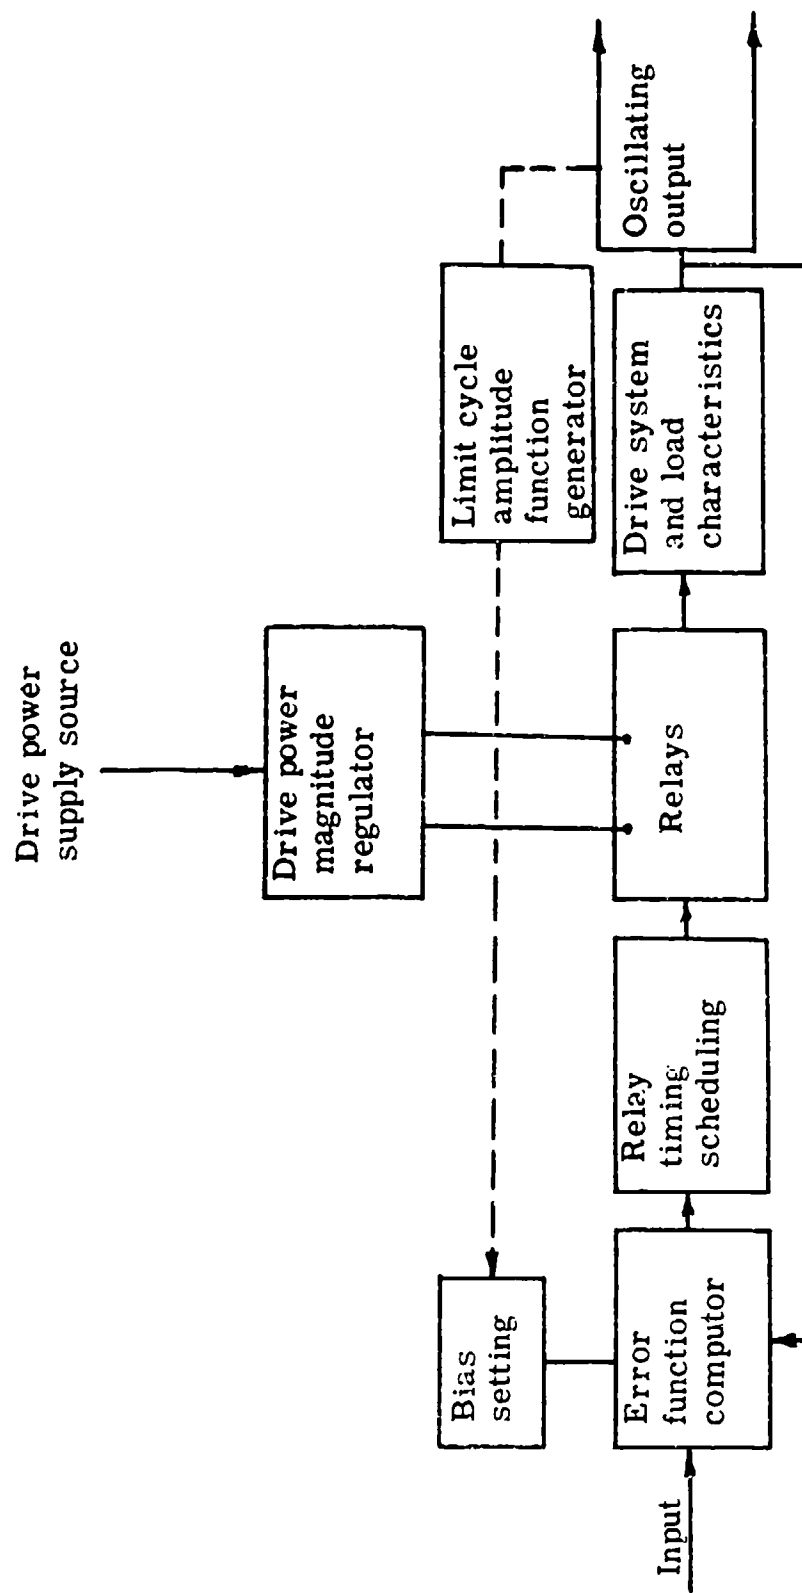 Drive power
supply source
Drive power
magnitude
regulator
Limit cycle
amplitude
function
generator
Bias
setting
Input
Error
function
computor
Relay
timing
scheduling
Relays
Drive system
and load
characteristics
Oscillating
output